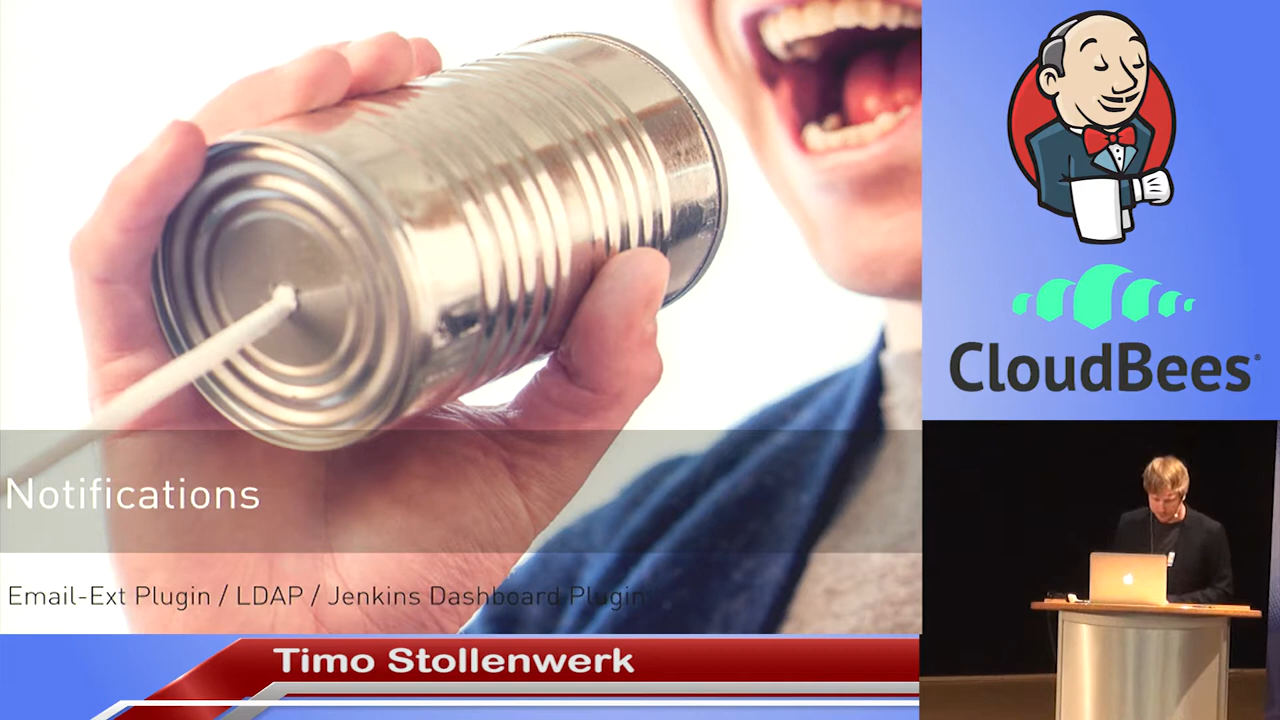 Notifications
Email-Ext Plugin / LDAP / Jenkins Dashboard Plugin
Timo Stollenwerk
CloudBees